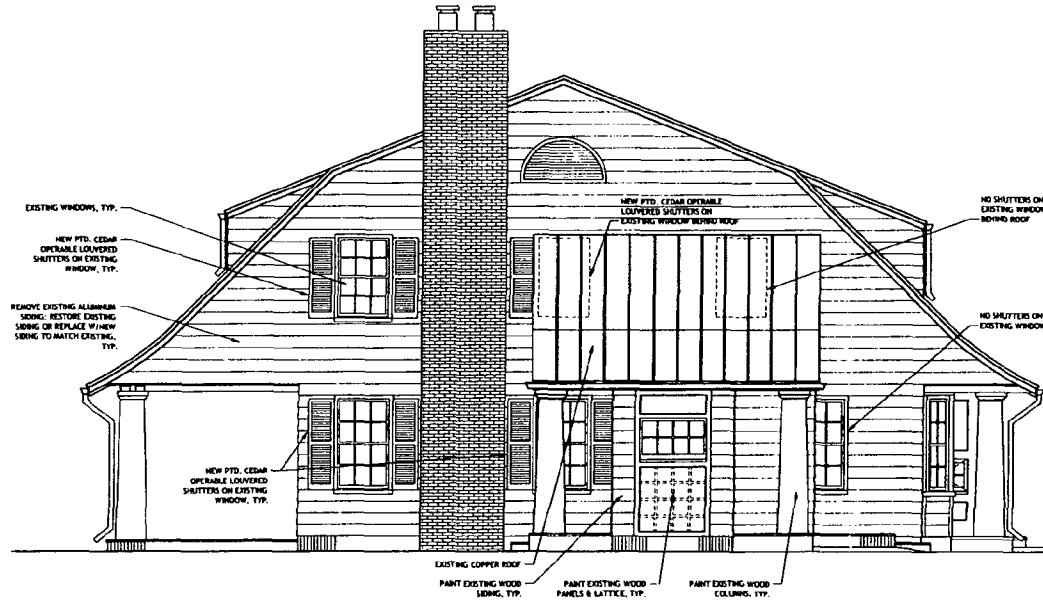 EXISTING WINDOWS, TYP.
NEW PTD. CEDAR
OPERABLE LOUVERED
SHUTTERS ON EXISTING
WINDOW, TYP.
REMOVE EXISTING ALUMINUM
SIDING: RESTORE EXISTING
SIDING OR REPLACE W/NEW
SIDING TO MATCH EXISTING,
TYP.
NEW PTD. CEDAR OPERABLE
LOUVERED SHUTTERS ON
EXISTING WINDOW BEHIND ROOF
NO SHUTTERS ON
EXISTING WINDOW
BEHIND ROOF
NO SHUTTERS ON
EXISTING WINDOW
NEW PTD. CEDAR
OPERABLE LOUVERED
SHUTTERS ON EXISTING
WINDOW, TYP.
EXISTING COPPER ROOF
PAINT EXISTING WOOD
SIDING, TYP.
PAINT EXISTING WOOD
PANELS & LATTICE, TYP.
PAINT EXISTING WOOD
COLUMNS, TYP.